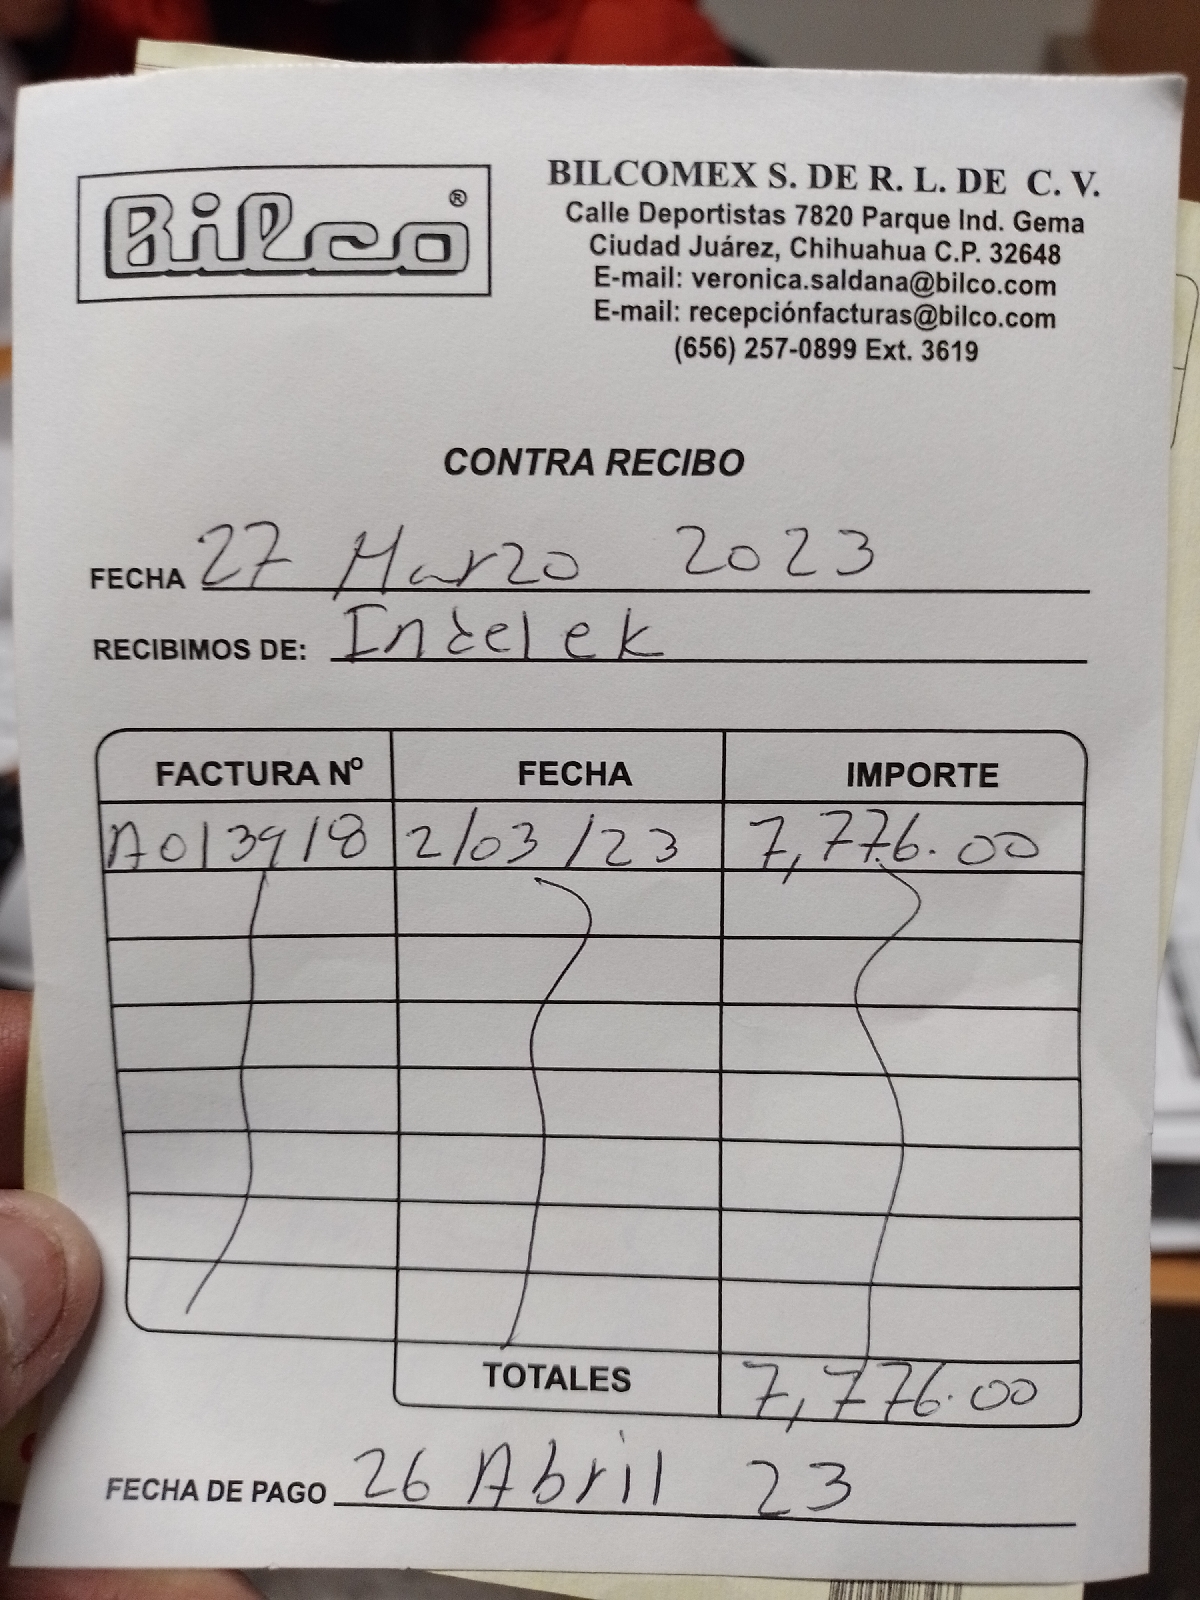 Bilco®
BILCOMEX S. DE R. L. DE C. V.
Calle Deportistas 7820 Parque Ind. Gema
Ciudad Juárez, Chihuahua C.P. 32648
E-mail: veronica.saldana@bilco.com
E-mail: recepciónfacturas@bilco.com
(656) 257-0899 Ext. 3619
CONTRA RECIBO
FECHA 27 Marzo 2023
RECIBIMOS DE: Intelek
FACTURA Nº FECHA IMPORTE
A013918 2/03/23 7,776.00
TOTALES 7,776.00
FECHA DE PAGO 26 Abril 23